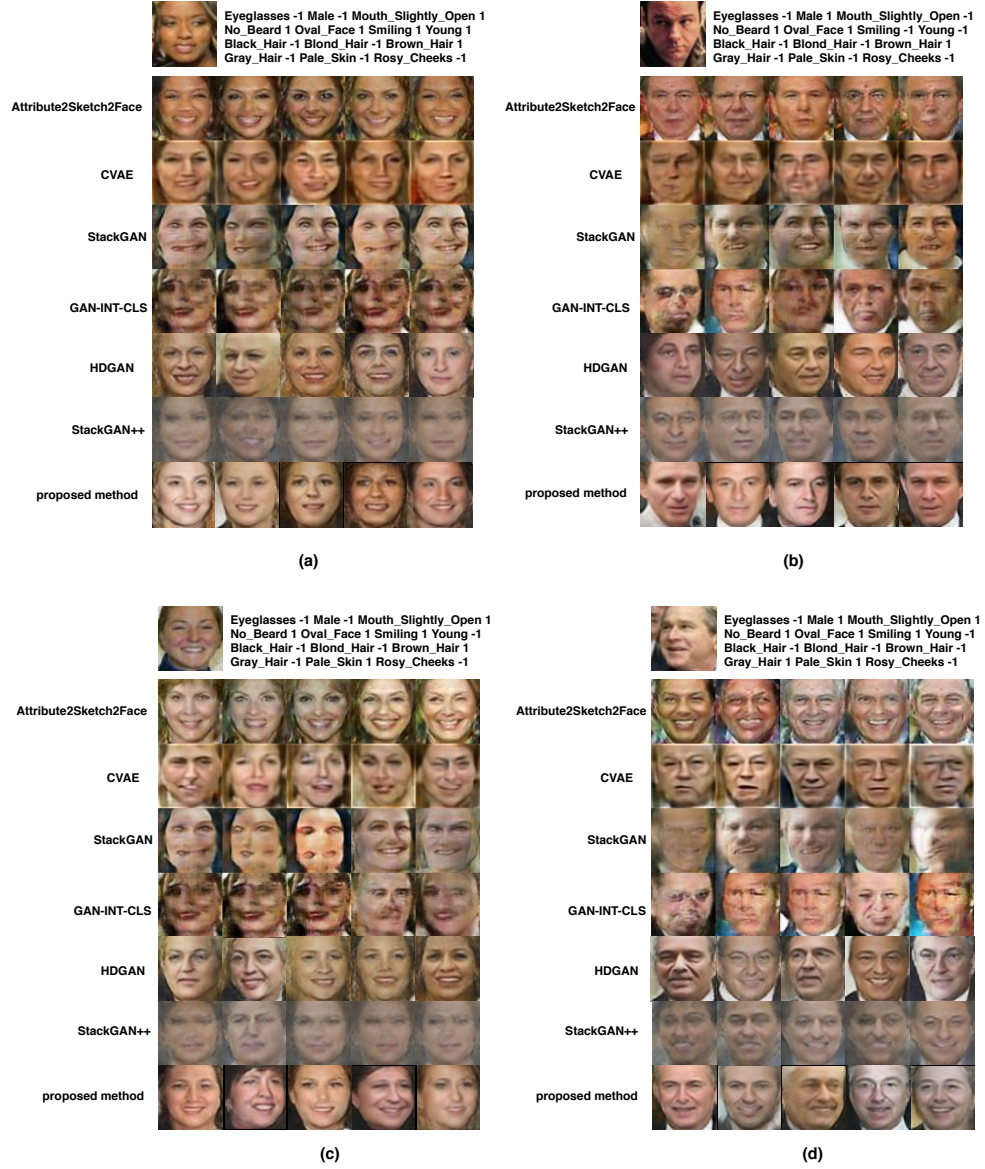 Eyeglasses -1 Male -1 Mouth_Slightly_Open 1
No_Beard 1 Oval_Face 1 Smiling 1 Young 1
Black_Hair -1 Blond_Hair -1 Brown_Hair 1
Gray_Hair -1 Pale_Skin -1 Rosy_Cheeks -1
Attribute2Sketch2Face
CVAE
StackGAN
GAN-INT-CLS
HDGAN
StackGAN++
proposed method
(a)
Eyeglasses -1 Male 1 Mouth_Slightly_Open -1
No_Beard 1 Oval_Face 1 Smiling -1 Young -1
Black_Hair -1 Blond_Hair -1 Brown_Hair 1
Gray_Hair -1 Pale_Skin -1 Rosy_Cheeks -1
Attribute2Sketch2Face
CVAE
StackGAN
GAN-INT-CLS
HDGAN
StackGAN++
proposed method
(b)
Eyeglasses -1 Male -1 Mouth_Slightly_Open 1
No_Beard 1 Oval_Face 1 Smiling 1 Young -1
Black_Hair -1 Blond_Hair -1 Brown_Hair 1
Gray_Hair -1 Pale_Skin 1 Rosy_Cheeks -1
Attribute2Sketch2Face
CVAE
StackGAN
GAN-INT-CLS
HDGAN
StackGAN++
proposed method
(c)
Eyeglasses -1 Male 1 Mouth_Slightly_Open 1
No_Beard 1 Oval_Face 1 Smiling 1 Young -1
Black_Hair -1 Blond_Hair -1 Brown_Hair -1
Gray_Hair 1 Pale_Skin 1 Rosy_Cheeks -1
Attribute2Sketch2Face
CVAE
StackGAN
GAN-INT-CLS
HDGAN
StackGAN++
proposed method
(d)